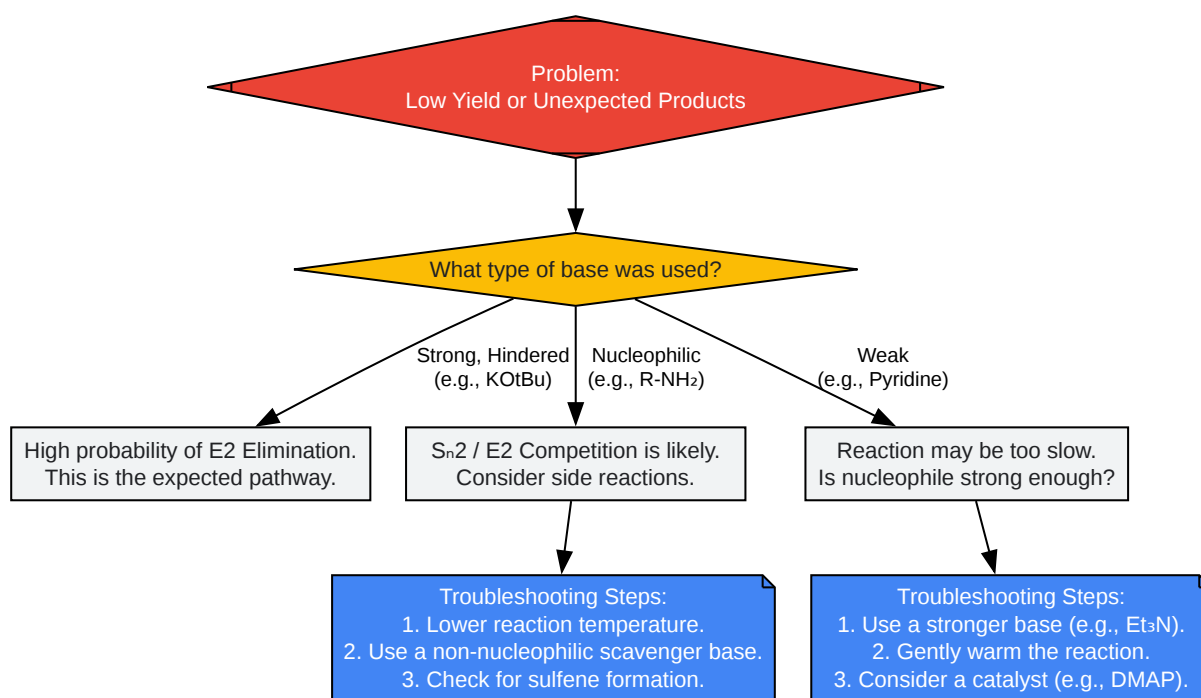 Problem:
Low Yield or Unexpected Products
What type of base was used?
Strong, Hindered
(e.g., KOtBu)
Nucleophilic
(e.g., R-NH₂)
Weak
(e.g., Pyridine)
High probability of E2 Elimination.
This is the expected pathway.
Sₙ2 / E2 Competition is likely.
Consider side reactions.
Reaction may be too slow.
Is nucleophile strong enough?
Troubleshooting Steps:
1. Lower reaction temperature.
2. Use a non-nucleophilic scavenger base.
3. Check for sulfene formation.
Troubleshooting Steps:
1. Use a stronger base (e.g., Et₃N).
2. Gently warm the reaction.
3. Consider a catalyst (e.g., DMAP).